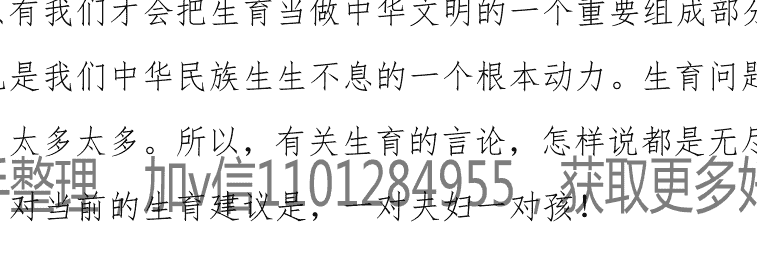 有我们才会把生育当做中华文明的一个重要组成部分
是我们中华民族生生不息的一个根本动力。生育问题
太多太多。所以，有关生育的言论，怎样说都是无尽
手整理，加v信1101284955，获取更多好
对当前的生育建议是，一对夫妇一对孩！